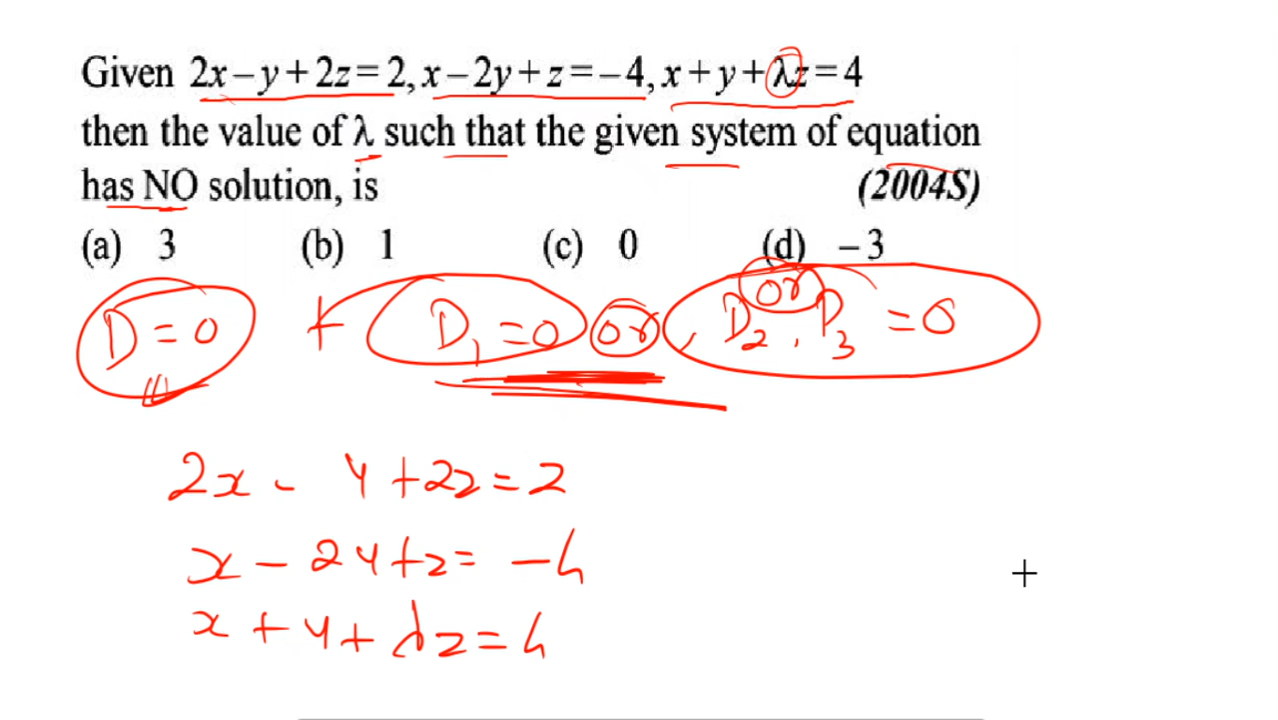 Given 2x – y + 2z = 2, x – 2y + z = – 4, x + y + λz = 4
then the value of λ such that the given system of equation
has NO solution, is (2004S)
(a) 3 (b) 1 (c) 0 (d) – 3
D = 0 + D₁ = 0 or , D₂ or , D₃ = 0
2x - y + 2z = 2
x - 2y + z = -4
x + y + λz = 4